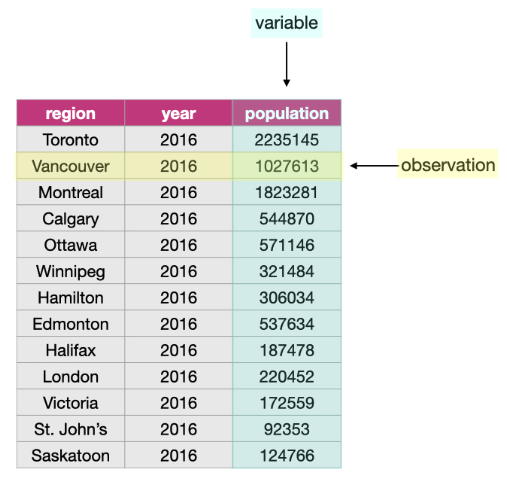 variable
region year population
Toronto 2016 2235145
Vancouver 2016 1027613
observation
Montreal 2016 1823281
Calgary 2016 544870
Ottawa 2016 571146
Winnipeg 2016 321484
Hamilton 2016 306034
Edmonton 2016 537634
Halifax 2016 187478
London 2016 220452
Victoria 2016 172559
St. John’s 2016 92353
Saskatoon 2016 124766